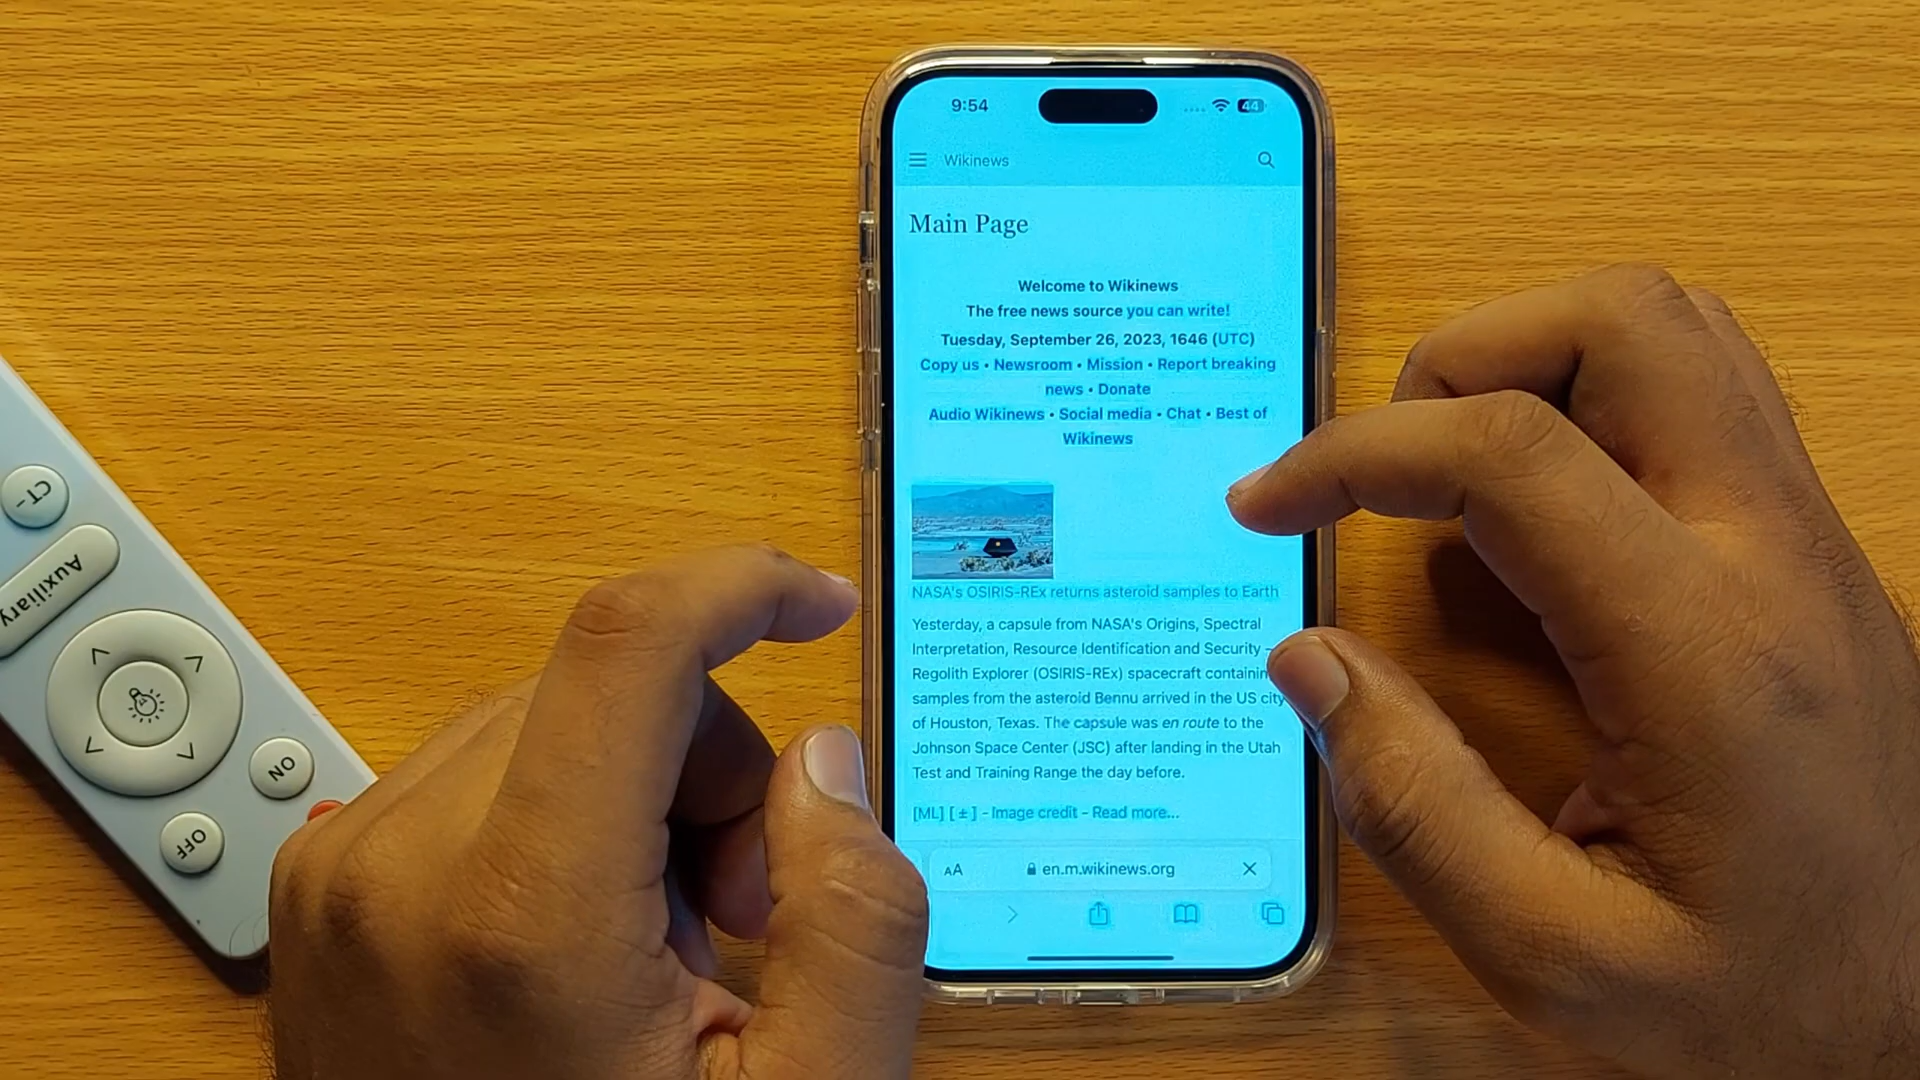 9:54
44
Wikinews
Main Page
Welcome to Wikinews
The free news source you can write!
Tuesday, September 26, 2023, 1646 (UTC)
Copy us • Newsroom • Mission • Report breaking
news • Donate
Audio Wikinews • Social media • Chat • Best of
Wikinews
NASA's OSIRIS-REx returns asteroid samples to Earth
Yesterday, a capsule from NASA's Origins, Spectral
Interpretation, Resource Identification and Security –
Regolith Explorer (OSIRIS-REx) spacecraft containin
samples from the asteroid Bennu arrived in the US city
of Houston, Texas. The capsule was en route to the
Johnson Space Center (JSC) after landing in the Utah
Test and Training Range the day before.
[ML] [ ± ] – Image credit – Read more...
AA
en.m.wikinews.org
CT-
Auxiliary
ON
OFF